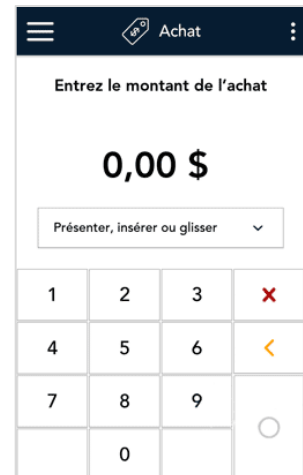 Achat
Entrez le montant de l'achat
0,00 $
Présenter, insérer ou glisser
1 2 3
4 5 6
7 8 9
0